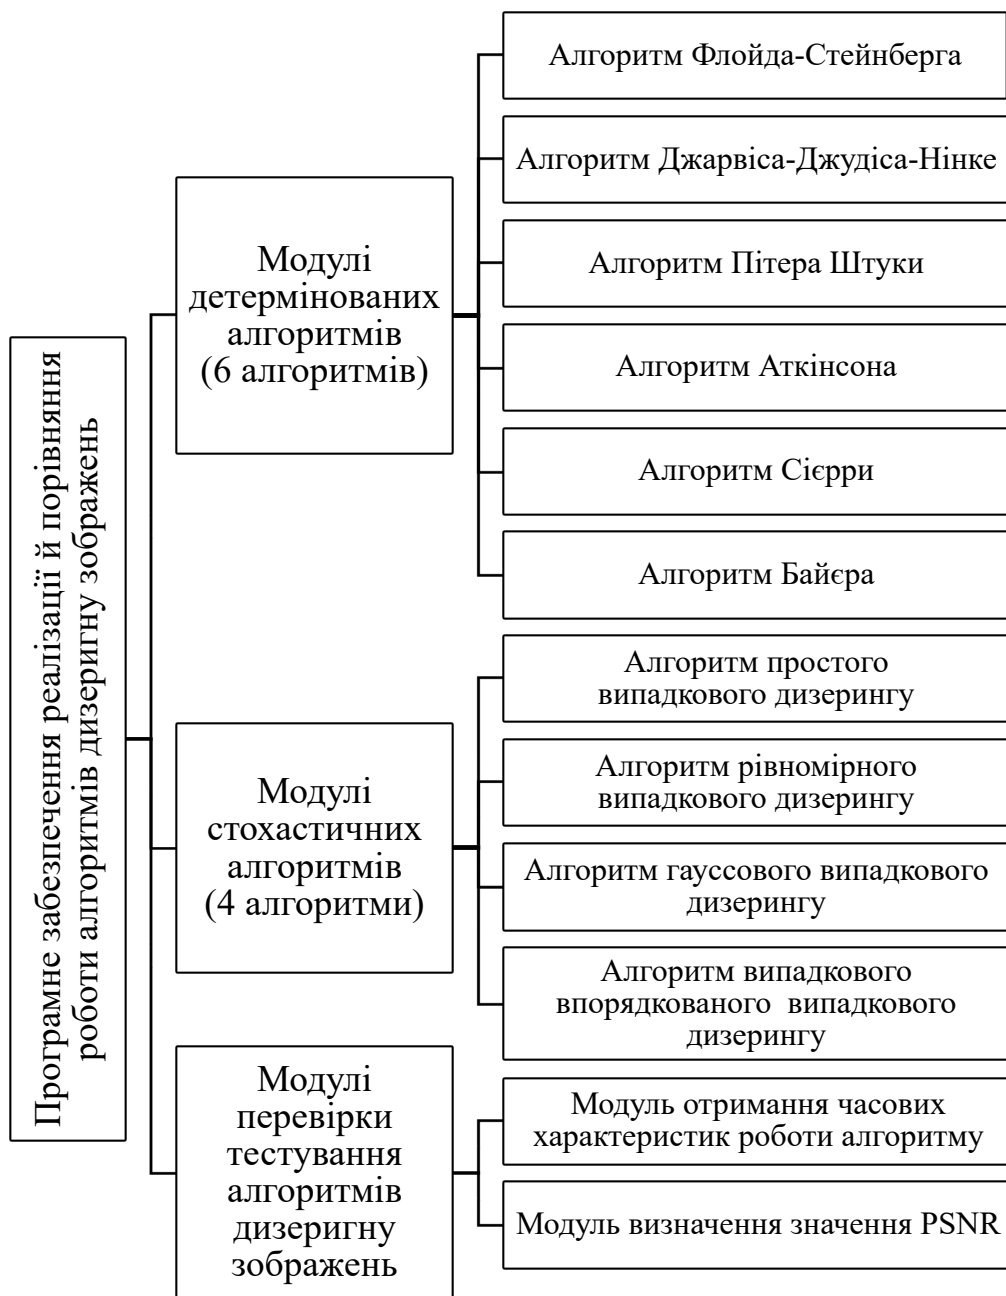 Програмне забезпечення реалізації й порівняння
роботи алгоритмів дизеригну зображень
Модулі
детермінованих
алгоритмів
(6 алгоритмів)
Алгоритм Флойда-Стейнберга
Алгоритм Джарвіса-Джудіса-Нінке
Алгоритм Пітера Штуки
Алгоритм Аткінсона
Алгоритм Сієрри
Алгоритм Байєра
Модулі
стохастичних
алгоритмів
(4 алгоритми)
Алгоритм простого
випадкового дизерингу
Алгоритм рівномірного
випадкового дизерингу
Алгоритм гауссового випадкового
дизерингу
Алгоритм випадкового
впорядкованого  випадкового
дизерингу
Модулі
перевірки
тестування
алгоритмів
дизеригну
зображень
Модуль отримання часових
характеристик роботи алгоритму
Модуль визначення значення PSNR